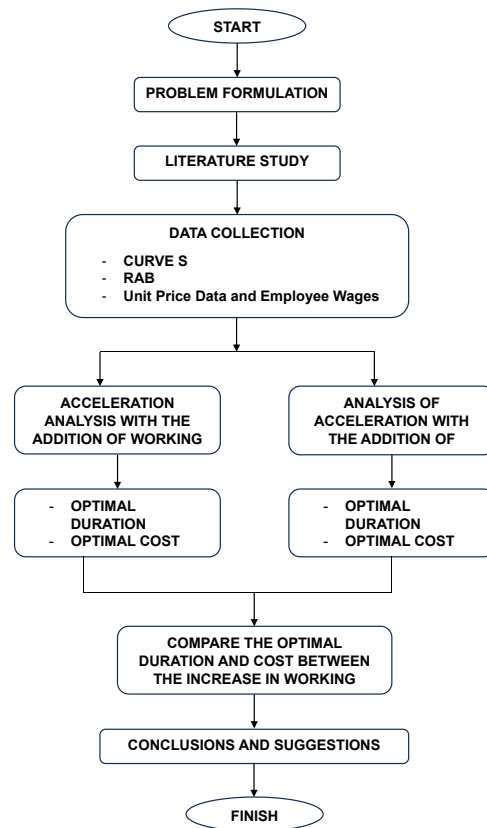 START
PROBLEM FORMULATION
LITERATURE STUDY
DATA COLLECTION
- CURVE S
- RAB
- Unit Price Data and Employee Wages
ACCELERATION
ANALYSIS WITH THE
ADDITION OF WORKING
ANALYSIS OF
ACCELERATION WITH
THE ADDITION OF
- OPTIMAL
DURATION
- OPTIMAL COST
- OPTIMAL
DURATION
- OPTIMAL COST
COMPARE THE OPTIMAL
DURATION AND COST BETWEEN
THE INCREASE IN WORKING
CONCLUSIONS AND SUGGESTIONS
FINISH